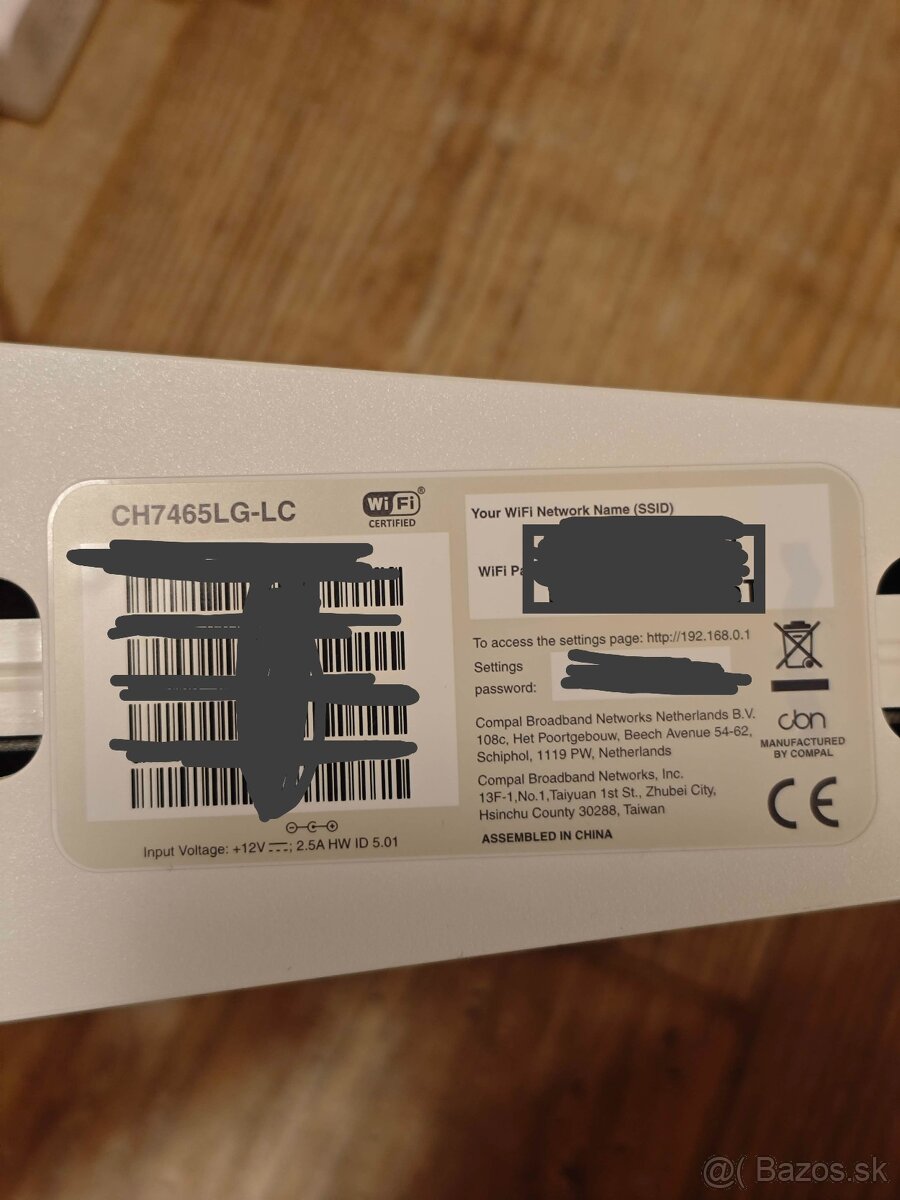 CH7465LG-LC
Wi Fi ®
CERTIFIED
Input Voltage: +12V ⎓; 2.5A HW ID 5.01
Your WiFi Network Name (SSID)
WiFi
To access the settings page: http://192.168.0.1
Settings
password:
Compal Broadband Networks Netherlands B.V.
108c, Het Poortgebouw, Beech Avenue 54-62,
Schiphol, 1119 PW, Netherlands
Compal Broadband Networks, Inc.
13F-1,No.1,Taiyuan 1st St., Zhubei City,
Hsinchu County 30288, Taiwan
ASSEMBLED IN CHINA
cbn
MANUFACTURED
BY COMPAL
CE
@( Bazos.sk